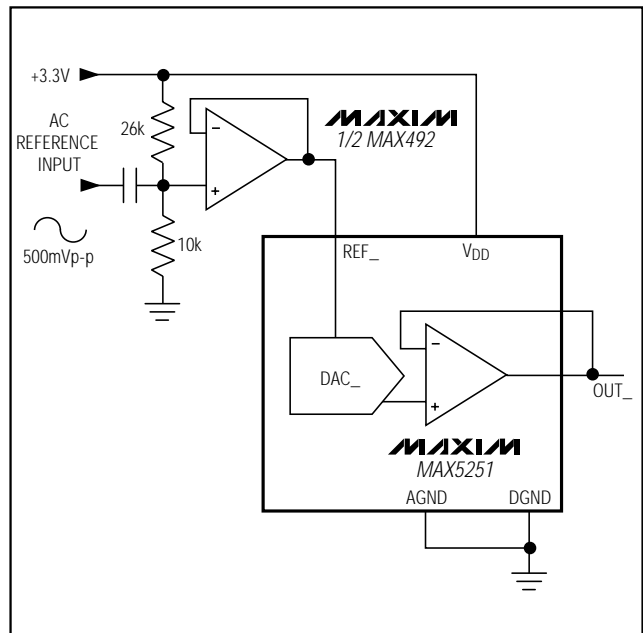 +3.3V
AC
REFERENCE
INPUT
500mVp-p
26k
10k
−
+
MAXIM
1/2 MAX492
REF_
VDD
DAC_
−
+
OUT_
MAXIM
MAX5251
AGND
DGND